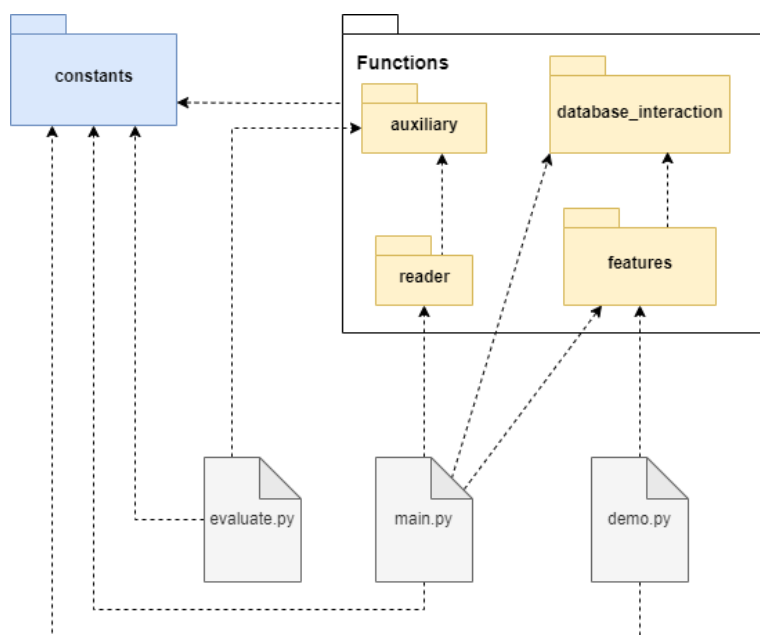 constants
Functions
auxiliary
database_interaction
reader
features
evaluate.py
main.py
demo.py